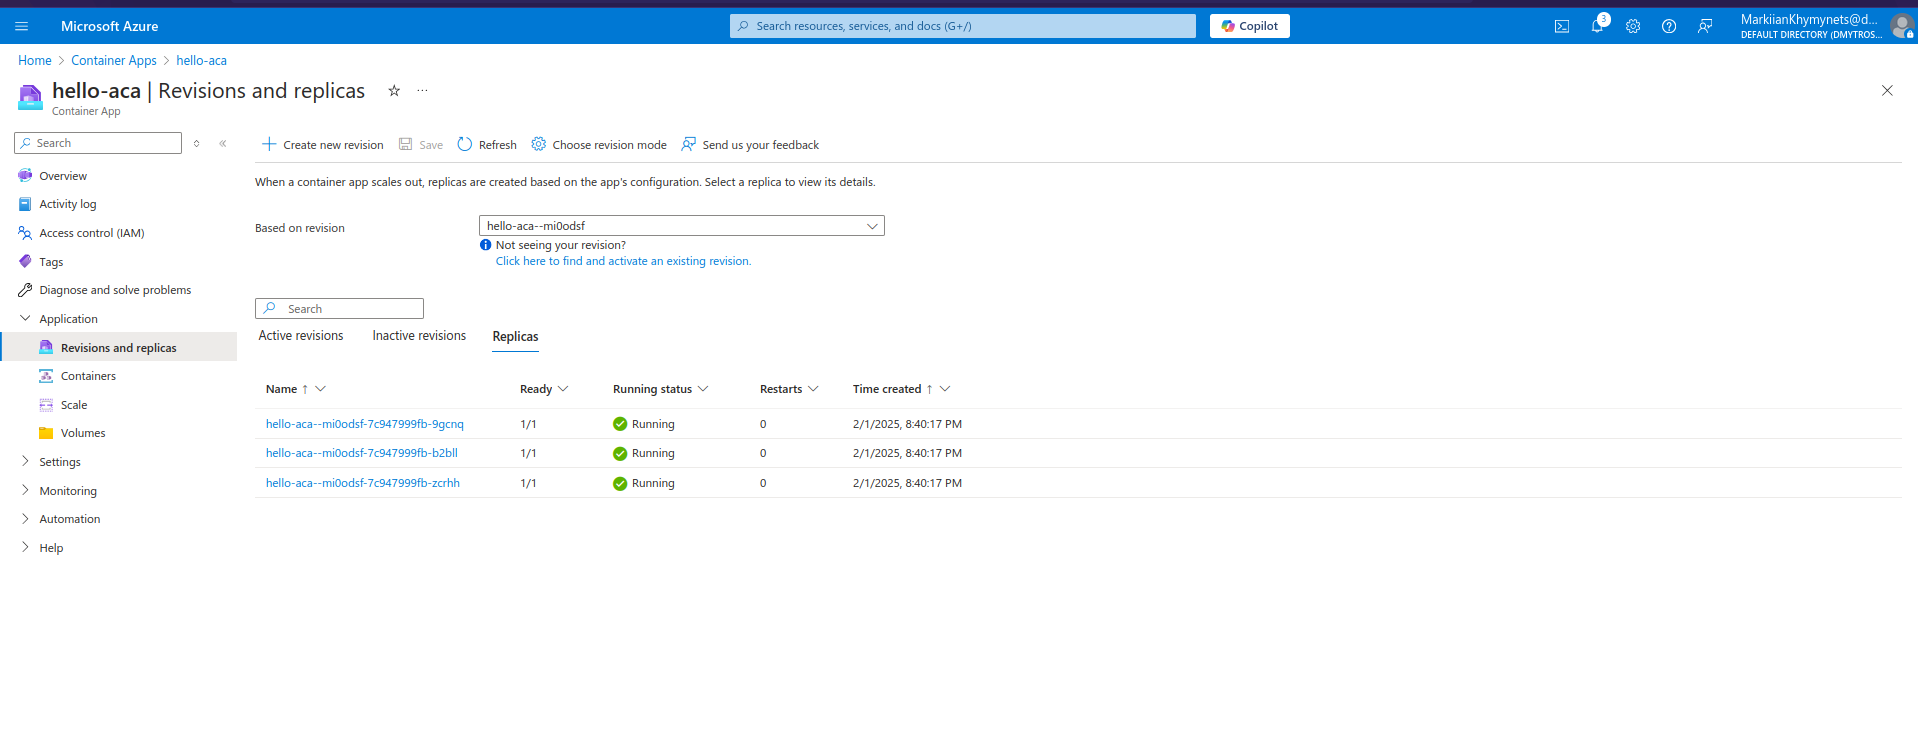 Microsoft Azure
Search resources, services, and docs (G+/)
Copilot
3
MarkiianKhymynets@d...
DEFAULT DIRECTORY (DMYTROS...
Home > Container Apps > hello-aca
hello-aca | Revisions and replicas
Container App
Search
Create new revision
Save
Refresh
Choose revision mode
Send us your feedback
Overview
Activity log
Access control (IAM)
Tags
Diagnose and solve problems
Application
Revisions and replicas
Containers
Scale
Volumes
Settings
Monitoring
Automation
Help
When a container app scales out, replicas are created based on the app's configuration. Select a replica to view its details.
Based on revision
hello-aca--mi0odsf
Not seeing your revision?
Click here to find and activate an existing revision.
Search
Active revisions Inactive revisions Replicas
Name ↑ Ready Running status Restarts Time created ↑
hello-aca--mi0odsf-7c947999fb-9gcnq 1/1 Running 0 2/1/2025, 8:40:17 PM
hello-aca--mi0odsf-7c947999fb-b2bll 1/1 Running 0 2/1/2025, 8:40:17 PM
hello-aca--mi0odsf-7c947999fb-zcrhh 1/1 Running 0 2/1/2025, 8:40:17 PM